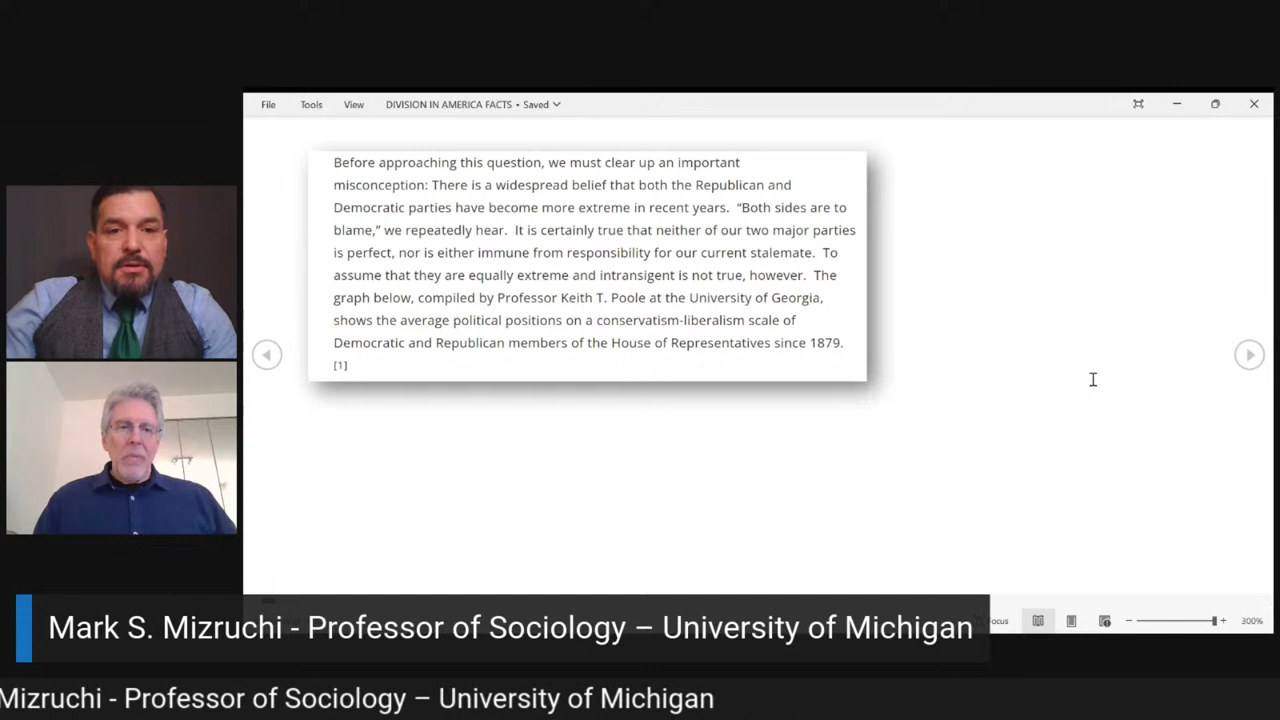 File Tools View DIVISION IN AMERICA FACTS • Saved
Before approaching this question, we must clear up an important
misconception: There is a widespread belief that both the Republican and
Democratic parties have become more extreme in recent years. “Both sides are to
blame,” we repeatedly hear. It is certainly true that neither of our two major parties
is perfect, nor is either immune from responsibility for our current stalemate. To
assume that they are equally extreme and intransigent is not true, however. The
graph below, compiled by Professor Keith T. Poole at the University of Georgia,
shows the average political positions on a conservatism-liberalism scale of
Democratic and Republican members of the House of Representatives since 1879.
[1]
Mark S. Mizruchi - Professor of Sociology – University of Michigan
300%
Mizruchi - Professor of Sociology – University of Michigan